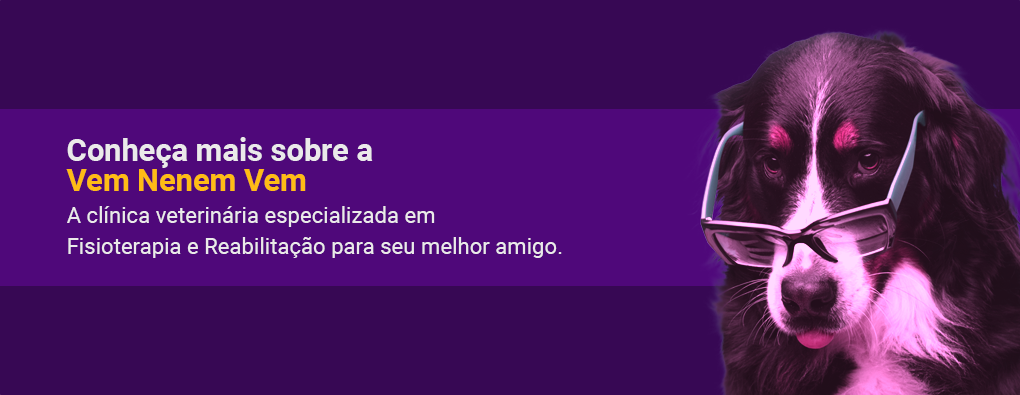 Conheça mais sobre a
Vem Nenem Vem
A clínica veterinária especializada em
Fisioterapia e Reabilitação para seu melhor amigo.